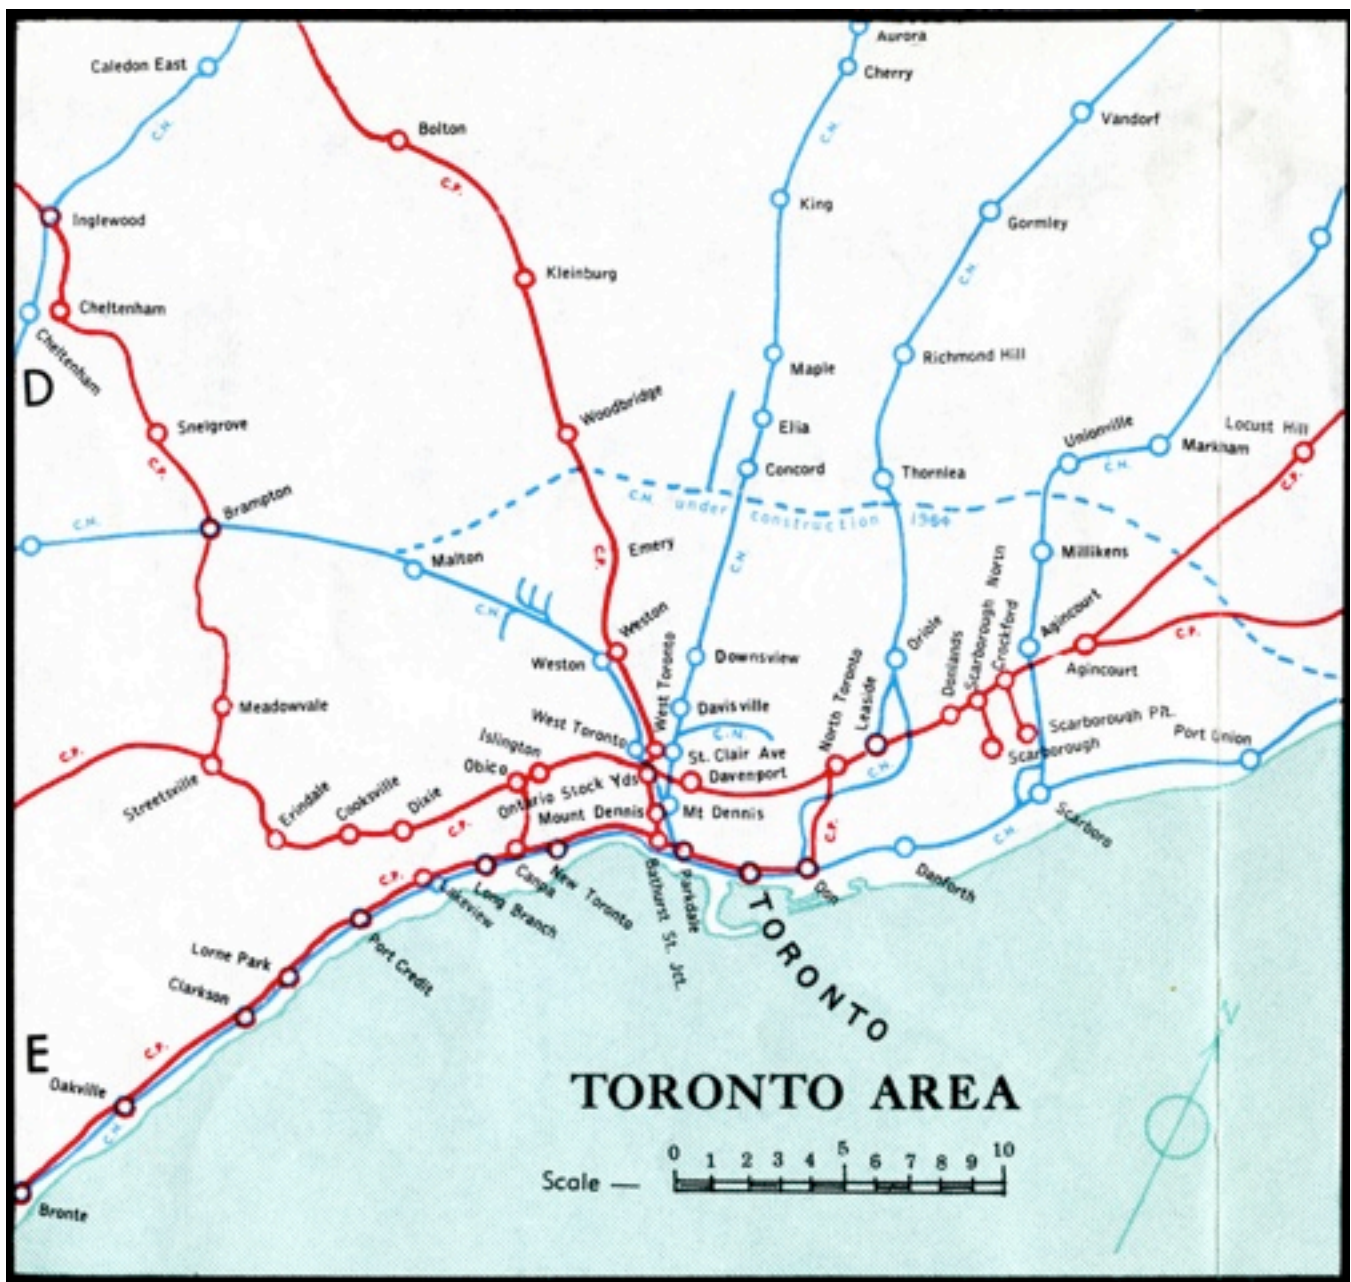 Aurora
Caledon East
Cherry
C.N.
Bolton
C.N.
Vandorf
C.P.
King
Inglewood
Gormley
Kleinburg
C.N.
Cheltenham
Cheltenham
Richmond Hill
Maple
D
Woodbridge
Snelgrove
Elia
Unionville
Locust Hill
Markham
C.P.
Concord
Thornlea
C.N.
C.P.
Brampton
C.N. under construction 1964
C.N.
Malton
Emery
C.P.
C.N.
Millikens
C.N.
Weston
Weston
Agincourt
Agincourt
C.P.
Downsview
Oriole
Donlands
Scarborough North
Crockford
West Toronto
North Toronto
Leaside
Meadowvale
Davisville
C.N.
West Toronto
Islington
St. Clair Ave
Scarborough Pit.
Scarborough
Port Union
C.P.
Obico
Davenport
C.N.
Streetsville
Ontario Stock Yds
Erindale
Cooksville
Dixie
C.P.
Mount Dennis
Mt Dennis
C.P.
C.N.
Scarboro
C.P.
Lakeview
Long Branch
Canpa
New Toronto
Bathurst St. Jct.
Parkdale
Don
Danforth
TORONTO
Lorne Park
Port Credit
Clarkson
E
C.P.
Oakville
C.N.
Bronte
TORONTO AREA
0 1 2 3 4 5 6 7 8 9 10
Scale —